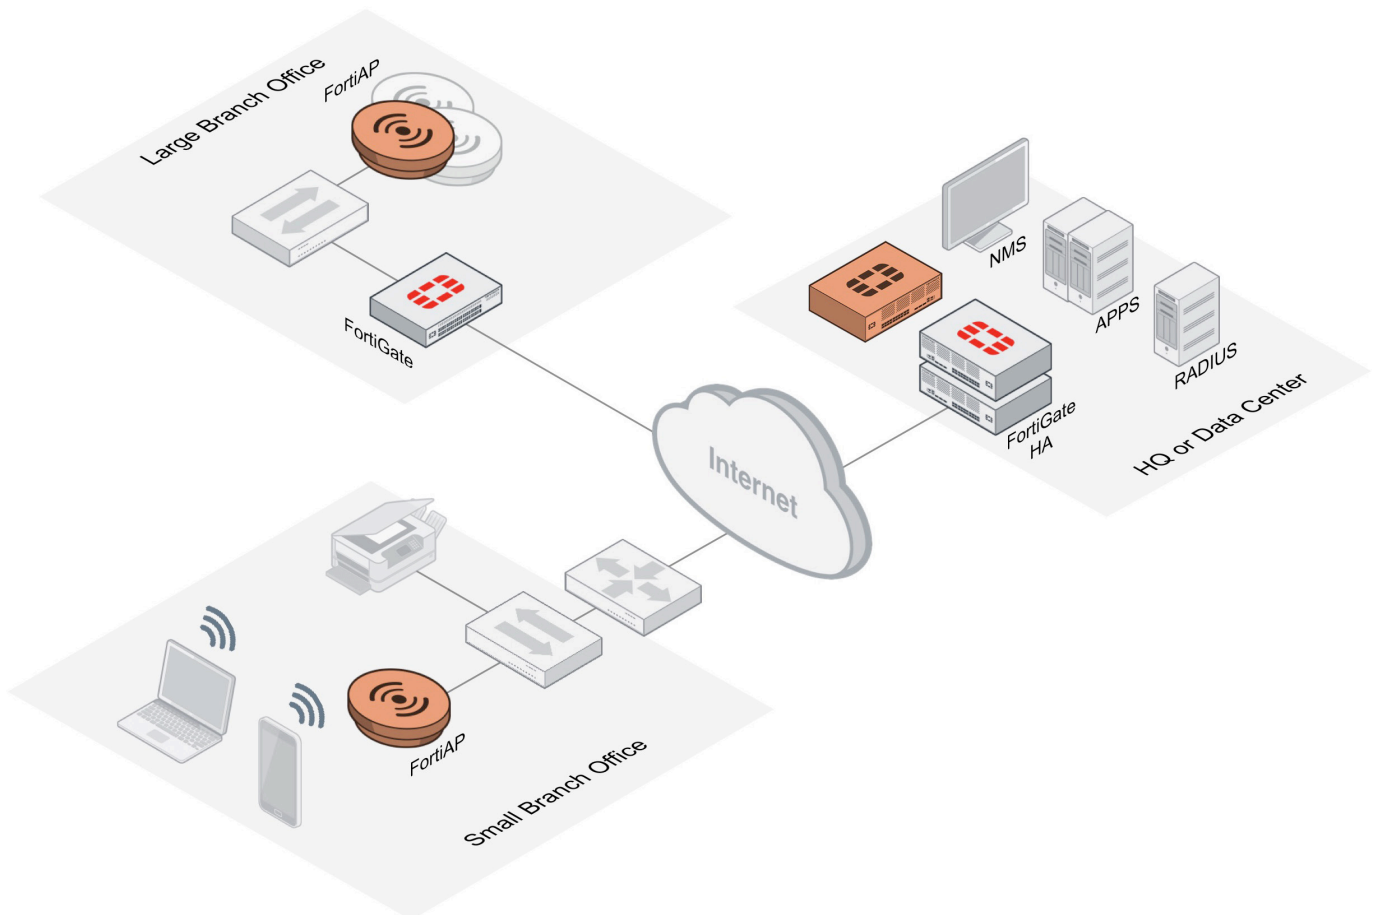 Large Branch Office
FortiAP
FortiGate
NMS
APPS
RADIUS
FortiGate
HA
HQ or Data Center
Internet
FortiAP
Small Branch Office